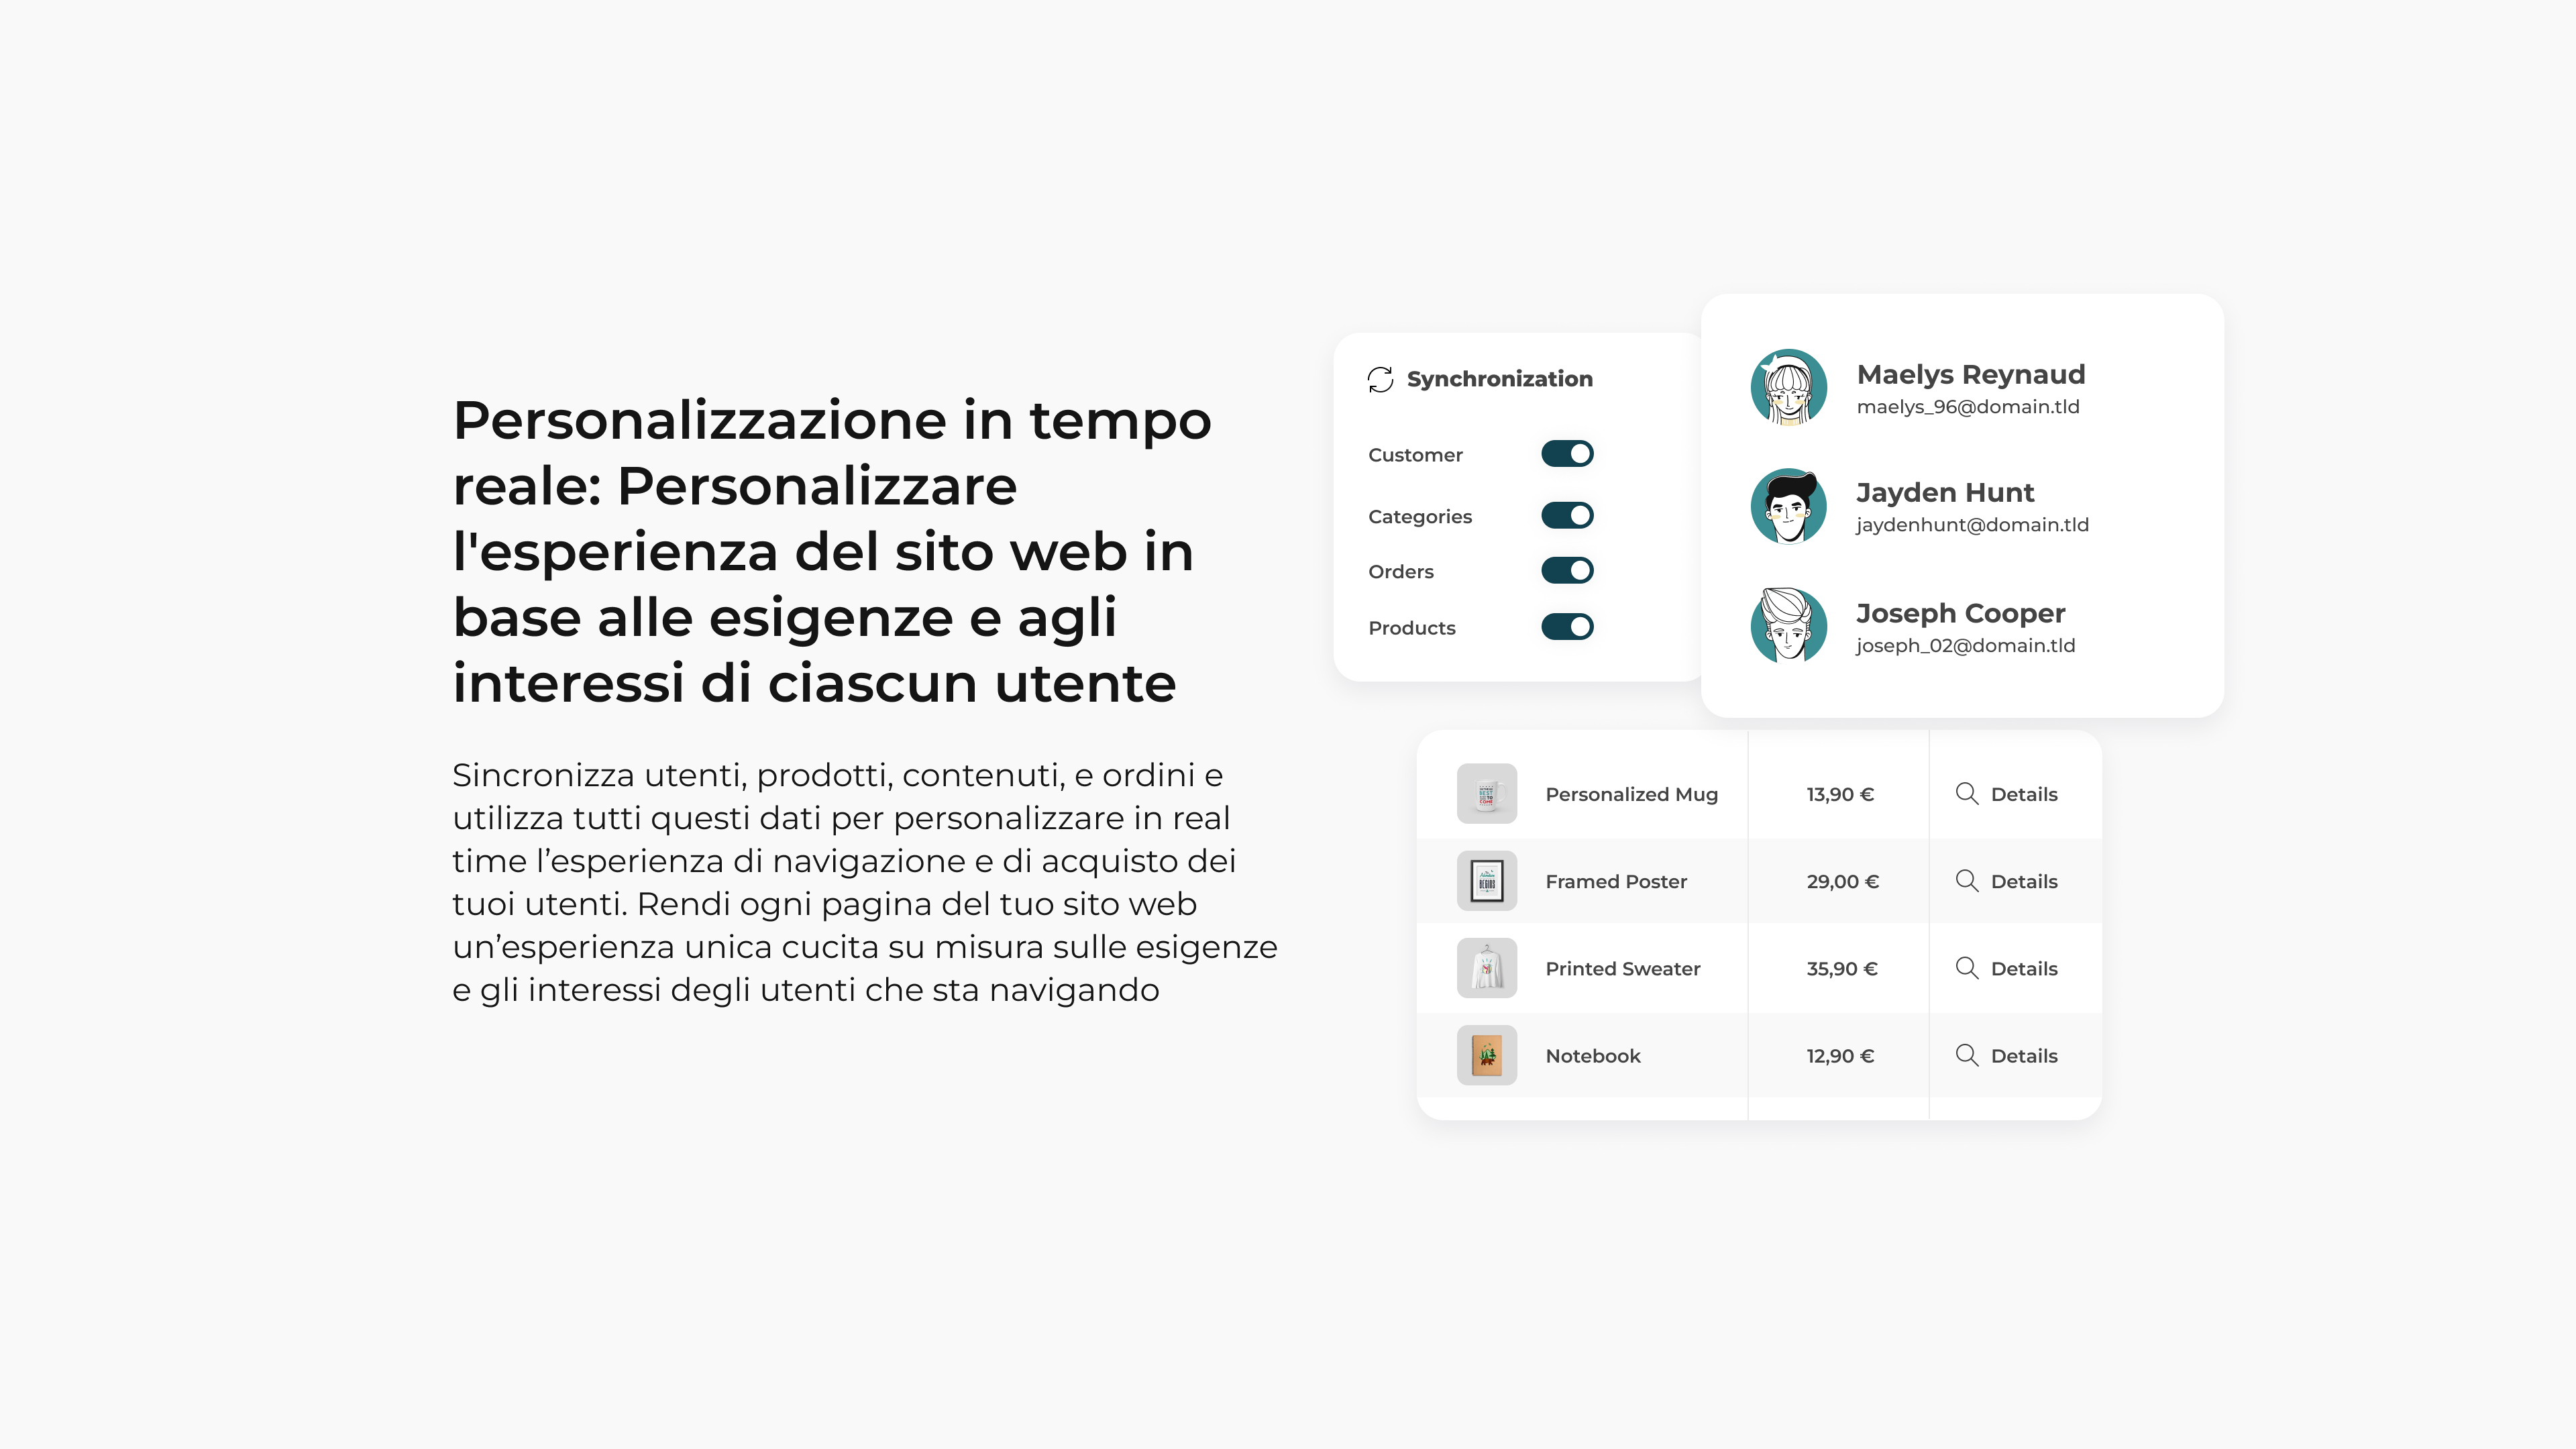 Personalizzazione in tempo
reale: Personalizzare
l'esperienza del sito web in
base alle esigenze e agli
interessi di ciascun utente
Sincronizza utenti, prodotti, contenuti, e ordini e
utilizza tutti questi dati per personalizzare in real
time l’esperienza di navigazione e di acquisto dei
tuoi utenti. Rendi ogni pagina del tuo sito web
un’esperienza unica cucita su misura sulle esigenze
e gli interessi degli utenti che sta navigando
Synchronization
Customer
Categories
Orders
Products
Maelys Reynaud
maelys_96@domain.tld
Jayden Hunt
jaydenhunt@domain.tld
Joseph Cooper
joseph_02@domain.tld
Personalized Mug 13,90 € Details
Framed Poster 29,00 € Details
Printed Sweater 35,90 € Details
Notebook 12,90 € Details
BEST
COME
BEGINS